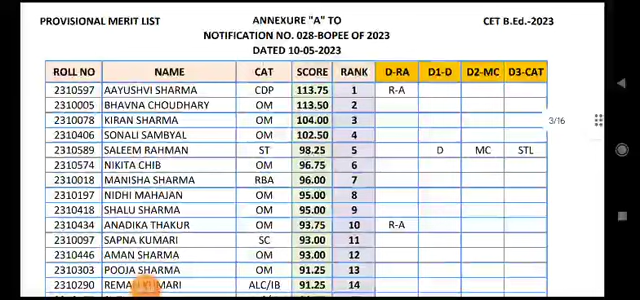 PROVISIONAL MERIT LIST ANNEXURE "A" TO CET B.Ed.-2023
NOTIFICATION NO. 028-BOPEE OF 2023
DATED 10-05-2023
ROLL NO NAME CAT SCORE RANK D-RA D1-D D2-MC D3-CAT
2310597 AAYUSHVI SHARMA CDP 113.75 1 R-A
2310005 BHAVNA CHOUDHARY OM 113.50 2
2310078 KIRAN SHARMA OM 104.00 3
2310406 SONALI SAMBYAL OM 102.50 4
3/16
2310589 SALEEM RAHMAN ST 98.25 5 D MC STL
2310574 NIKITA CHIB OM 96.75 6
2310018 MANISHA SHARMA RBA 96.00 7
2310197 NIDHI MAHAJAN OM 95.00 8
2310418 SHALU SHARMA OM 95.00 9
2310434 ANADIKA THAKUR OM 93.75 10 R-A
2310097 SAPNA KUMARI SC 93.00 11
2310446 AMAN SHARMA OM 93.00 12
2310303 POOJA SHARMA OM 91.25 13
2310290 ALC/IB 91.25 14